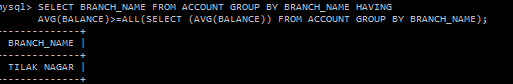 mysql> SELECT BRANCH_NAME FROM ACCOUNT GROUP BY BRANCH_NAME HAVING
AVG(BALANCE)>=ALL(SELECT (AVG(BALANCE)) FROM ACCOUNT GROUP BY BRANCH_NAME);
--------------+
BRANCH_NAME |
--------------+
TILAK NAGAR |
--------------+